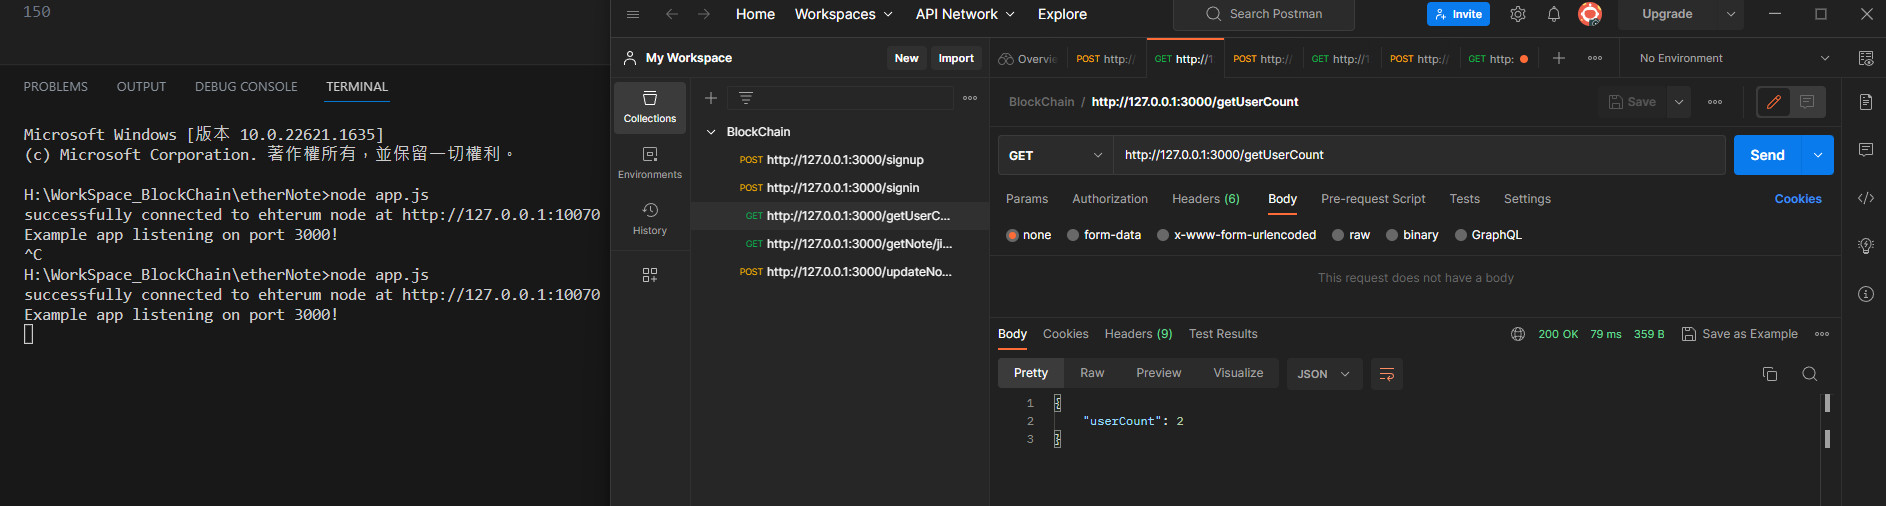 150
PROBLEMS OUTPUT DEBUG CONSOLE TERMINAL
Microsoft Windows [版本 10.0.22621.1635]
(c) Microsoft Corporation. 著作權所有，並保留一切權利。
H:\WorkSpace_BlockChain\etherNote>node app.js
successfully connected to ehterum node at http://127.0.0.1:10070
Example app listening on port 3000!
^C
H:\WorkSpace_BlockChain\etherNote>node app.js
successfully connected to ehterum node at http://127.0.0.1:10070
Example app listening on port 3000!
Home Workspaces API Network Explore Search Postman Invite Upgrade
My Workspace New Import
Collections
Environments
History
BlockChain
POST http://127.0.0.1:3000/signup
POST http://127.0.0.1:3000/signin
GET http://127.0.0.1:3000/getUserC...
GET http://127.0.0.1:3000/getNote/ji...
POST http://127.0.0.1:3000/updateNo...
Overvie POST http:// GET http://1 POST http:// GET http://1 POST http:// GET http: No Environment
BlockChain / http://127.0.0.1:3000/getUserCount Save
GET http://127.0.0.1:3000/getUserCount Send
Params Authorization Headers (6) Body Pre-request Script Tests Settings Cookies
none form-data x-www-form-urlencoded raw binary GraphQL
This request does not have a body
Body Cookies Headers (9) Test Results 200 OK 79 ms 359 B Save as Example
Pretty Raw Preview Visualize JSON
1 {
2 "userCount": 2
3 }